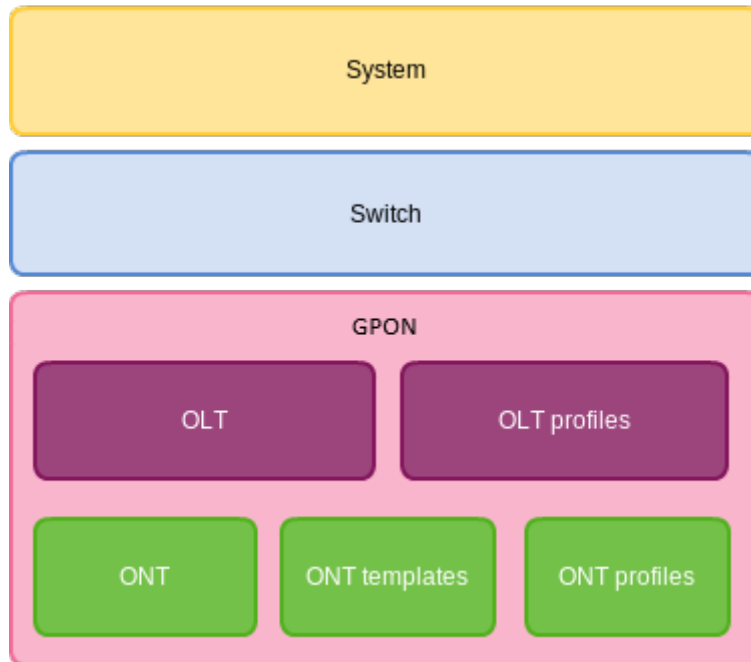 System
Switch
GPON
OLT
OLT profiles
ONT
ONT templates
ONT profiles